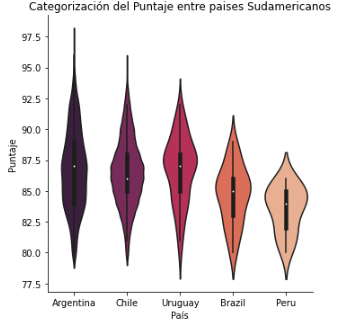 Categorización del Puntaje entre paises Sudamericanos
97.5
95.0
92.5
90.0
87.5
85.0
82.5
80.0
77.5
Puntaje
Argentina
Chile
Uruguay
Brazil
Peru
País